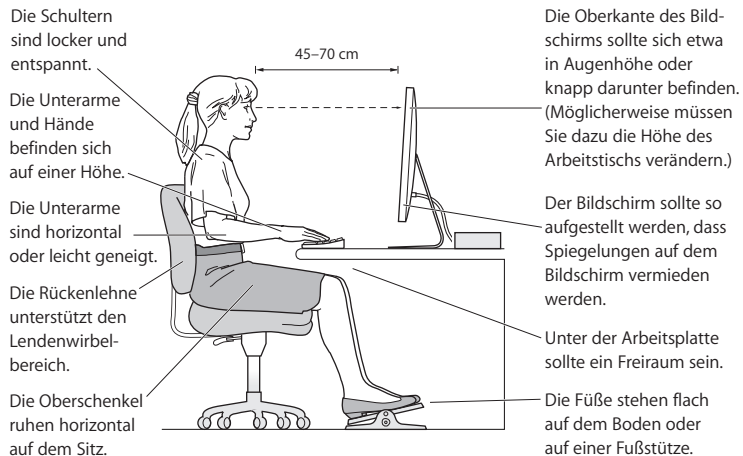 Die Schultern
sind locker und
entspannt.
Die Unterarme
und Hände
befinden sich
auf einer Höhe.
Die Unterarme
sind horizontal
oder leicht geneigt.
Die Rückenlehne
unterstützt den
Lendenwirbel-
bereich.
Die Oberschenkel
ruhen horizontal
auf dem Sitz.
45–70 cm
Die Oberkante des Bild-
schirms sollte sich etwa
in Augenhöhe oder
knapp darunter befinden.
(Möglicherweise müssen
Sie dazu die Höhe des
Arbeitstischs verändern.)
Der Bildschirm sollte so
aufgestellt werden, dass
Spiegelungen auf dem
Bildschirm vermieden
werden.
Unter der Arbeitsplatte
sollte ein Freiraum sein.
Die Füße stehen flach
auf dem Boden oder
auf einer Fußstütze.